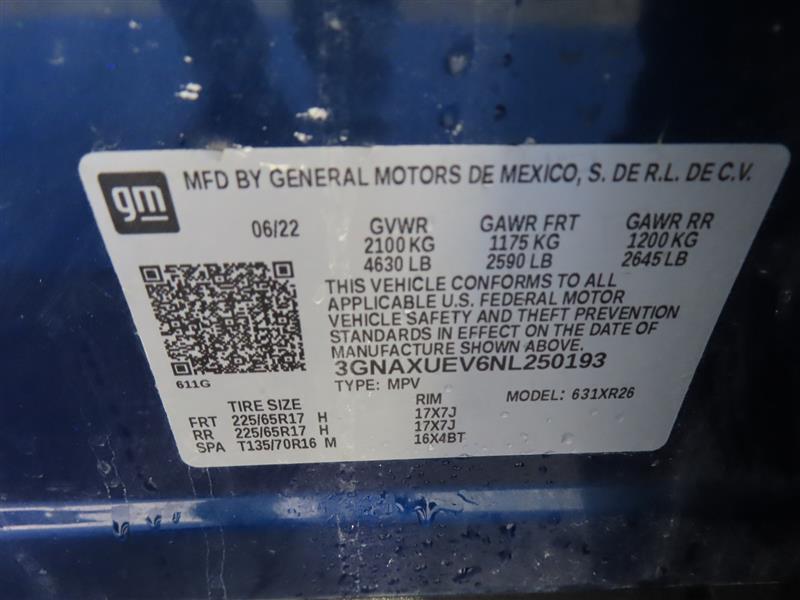 gm
MFD BY GENERAL MOTORS DE MEXICO, S. DE R.L. DE C.V.
06/22 GVWR GAWR FRT GAWR RR
2100 KG 1175 KG 1200 KG
4630 LB 2590 LB 2645 LB
THIS VEHICLE CONFORMS TO ALL
APPLICABLE U.S. FEDERAL MOTOR
VEHICLE SAFETY AND THEFT PREVENTION
STANDARDS IN EFFECT ON THE DATE OF
MANUFACTURE SHOWN ABOVE.
3GNAXUEV6NL250193
611G
TYPE: MPV MODEL: 631XR26
TIRE SIZE RIM
FRT 225/65R17 H 17X7J
RR 225/65R17 H 17X7J
SPA T135/70R16 M 16X4BT